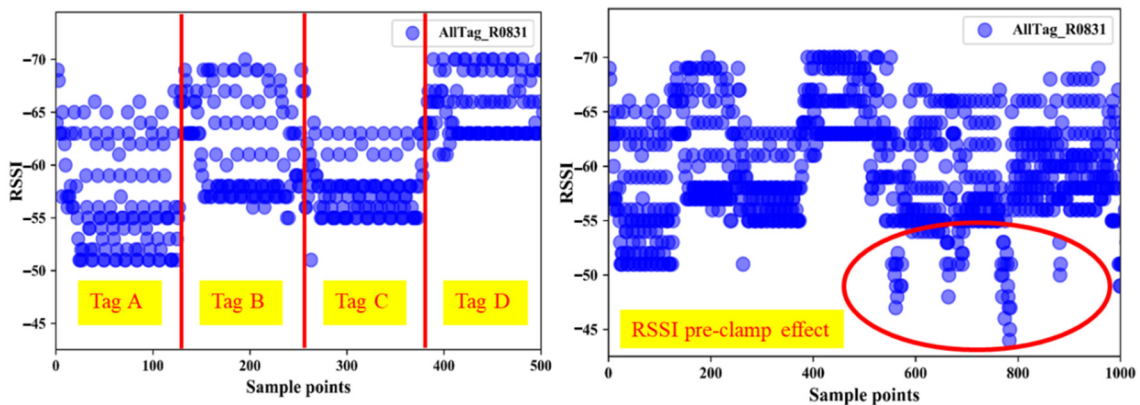 AllTag_R0831
−70
−65
−60
−55
−50
−45
RSSI
Tag A
Tag B
Tag C
Tag D
0
100
200
300
400
500
Sample points
AllTag_R0831
−70
−65
−60
−55
−50
−45
RSSI
RSSI pre-clamp effect
0
200
400
600
800
1000
Sample points